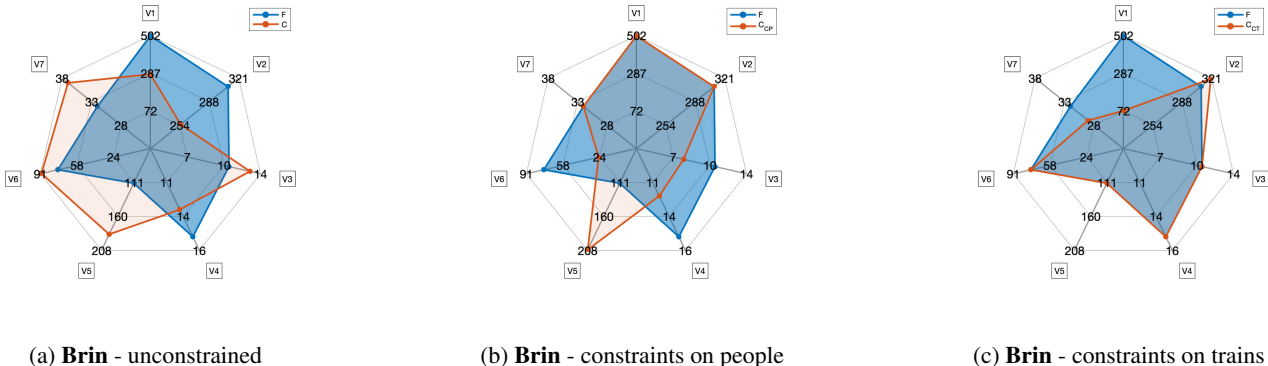 V1
F
C
502
V7
V2
38
321
287
33
288
72
28
254
24
7
10
58
14
91
V6
V3
111
11
160
14
208
16
V5
V4
V1
F
C_CP
502
V7
V2
38
321
287
33
288
72
28
254
24
7
10
58
14
91
V6
V3
111
11
160
14
208
16
V5
V4
V1
F
C_CT
502
V7
V2
38
321
287
33
288
72
28
254
24
7
10
58
14
91
V6
V3
111
11
160
14
208
16
V5
V4
(a) Brin - unconstrained
(b) Brin - constraints on people
(c) Brin - constraints on trains